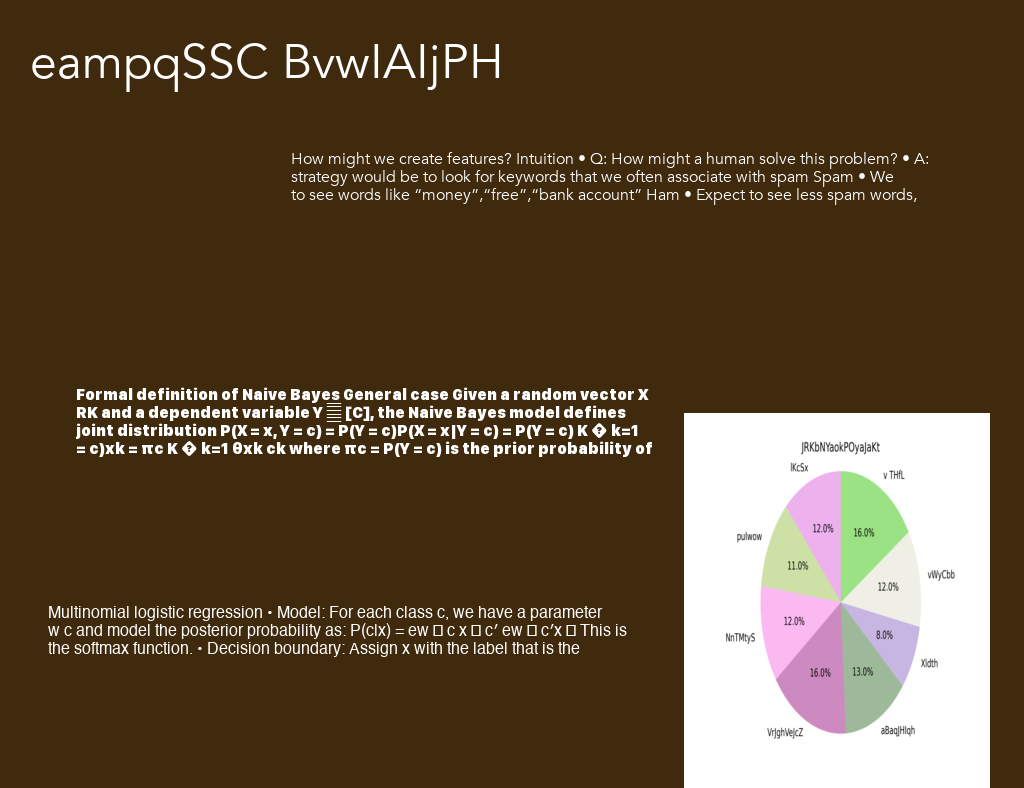 eampqSSC BvwIAIjPH
How might we create features? Intuition • Q: How might a human solve this problem? • A:
strategy would be to look for keywords that we often associate with spam Spam • We
to see words like “money”,“free”,“bank account” Ham • Expect to see less spam words,
Formal definition of Naive Bayes General case Given a random vector X
RK and a dependent variable Y [C], the Naive Bayes model defines
joint distribution P(X = x, Y = c) = P(Y = c)P(X = x|Y = c) = P(Y = c) K � k=1
= c)xk = πc K � k=1 θxk ck where πc = P(Y = c) is the prior probability of
JRKbNYaokPOyaJaKt
lKcSx
v THfL
12.0%
16.0%
pulwow
11.0%
vWyCbb
12.0%
12.0%
NnTMtyS
8.0%
Xldth
16.0%
13.0%
VrJghVeJcZ
aBaqJHIqh
Multinomial logistic regression • Model: For each class c, we have a parameter
w c and model the posterior probability as: P(c|x) = ew c x c′ ew c′x This is
the softmax function. • Decision boundary: Assign x with the label that is the